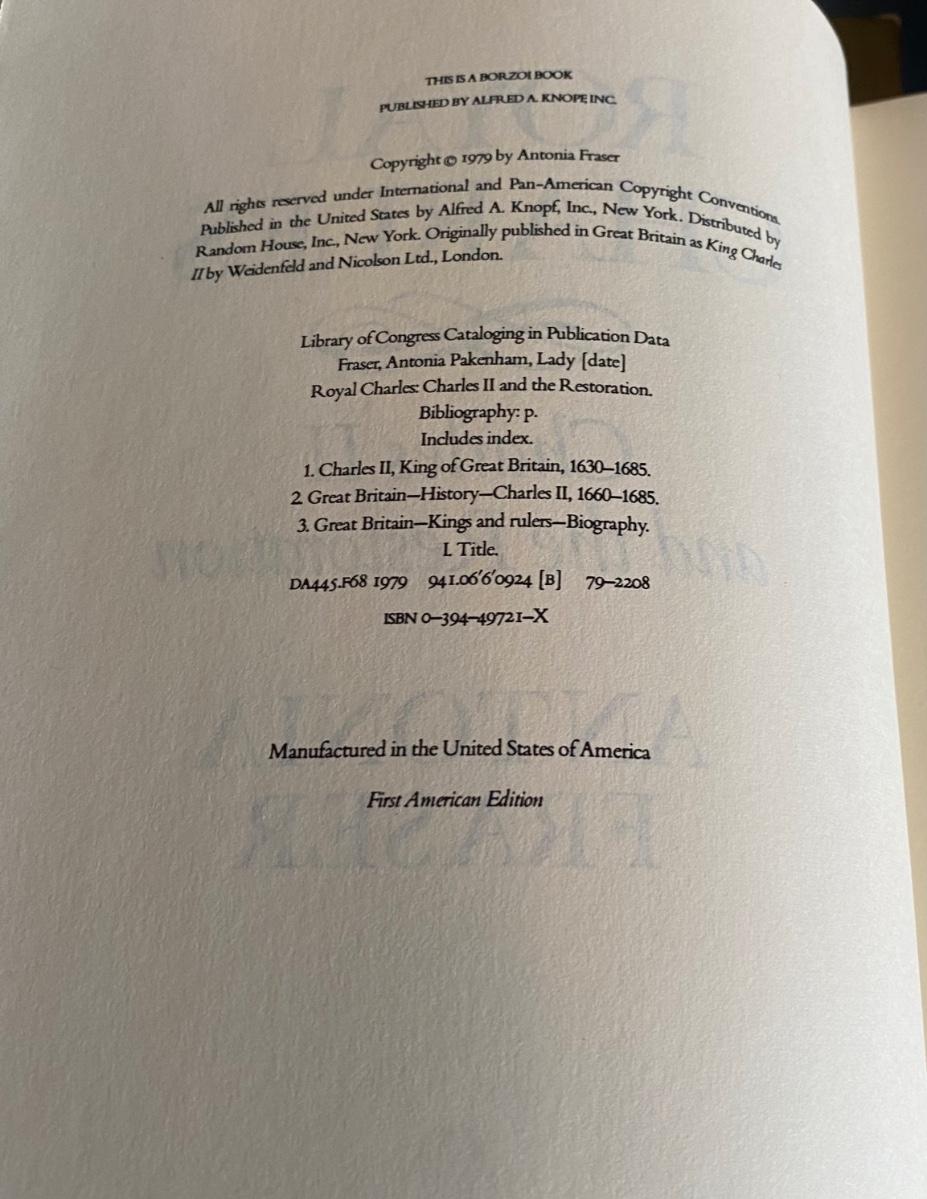 THIS IS A BORZOI BOOK
PUBLISHED BY ALFRED A. KNOPF, INC.
Copyright © 1979 by Antonia Fraser
All rights reserved under International and Pan-American Copyright Conventions.
Published in the United States by Alfred A. Knopf, Inc., New York. Distributed by
Random House, Inc., New York. Originally published in Great Britain as King Charles
II by Weidenfeld and Nicolson Ltd., London.
Library of Congress Cataloging in Publication Data
Fraser, Antonia Pakenham, Lady [date]
Royal Charles: Charles II and the Restoration.
Bibliography: p.
Includes index.
1. Charles II, King of Great Britain, 1630–1685.
2. Great Britain—History—Charles II, 1660–1685.
3. Great Britain—Kings and rulers—Biography.
I. Title.
DA445.F68 1979 941.06'6'0924 [B] 79–2208
ISBN 0–394–49721–X
Manufactured in the United States of America
First American Edition